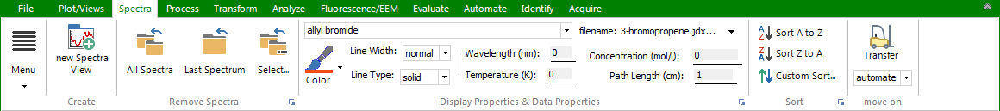 File Plot/Views Spectra Process Transform Analyze Fluorescence/EEM Evaluate Automate Identify Acquire
allyl bromide filename: 3-bromopropene.jdx...
Menu
new Spectra View
All Spectra Last Spectrum Select...
Color
Line Width: normal Wavelength (nm): 0 Concentration (mol/l): 0
Line Type: solid Temperature (K): 0 Path Length (cm): 1
Sort A to Z
Sort Z to A
Custom Sort...
Transfer
automate
Create Remove Spectra Display Properties & Data Properties Sort move on